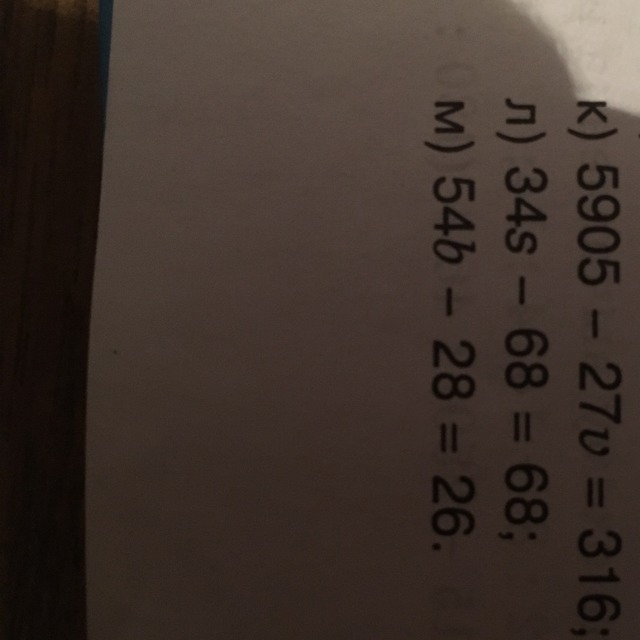 к) 5905 − 27v = 316;
л) 34s − 68 = 68;
м) 54b − 28 = 26.